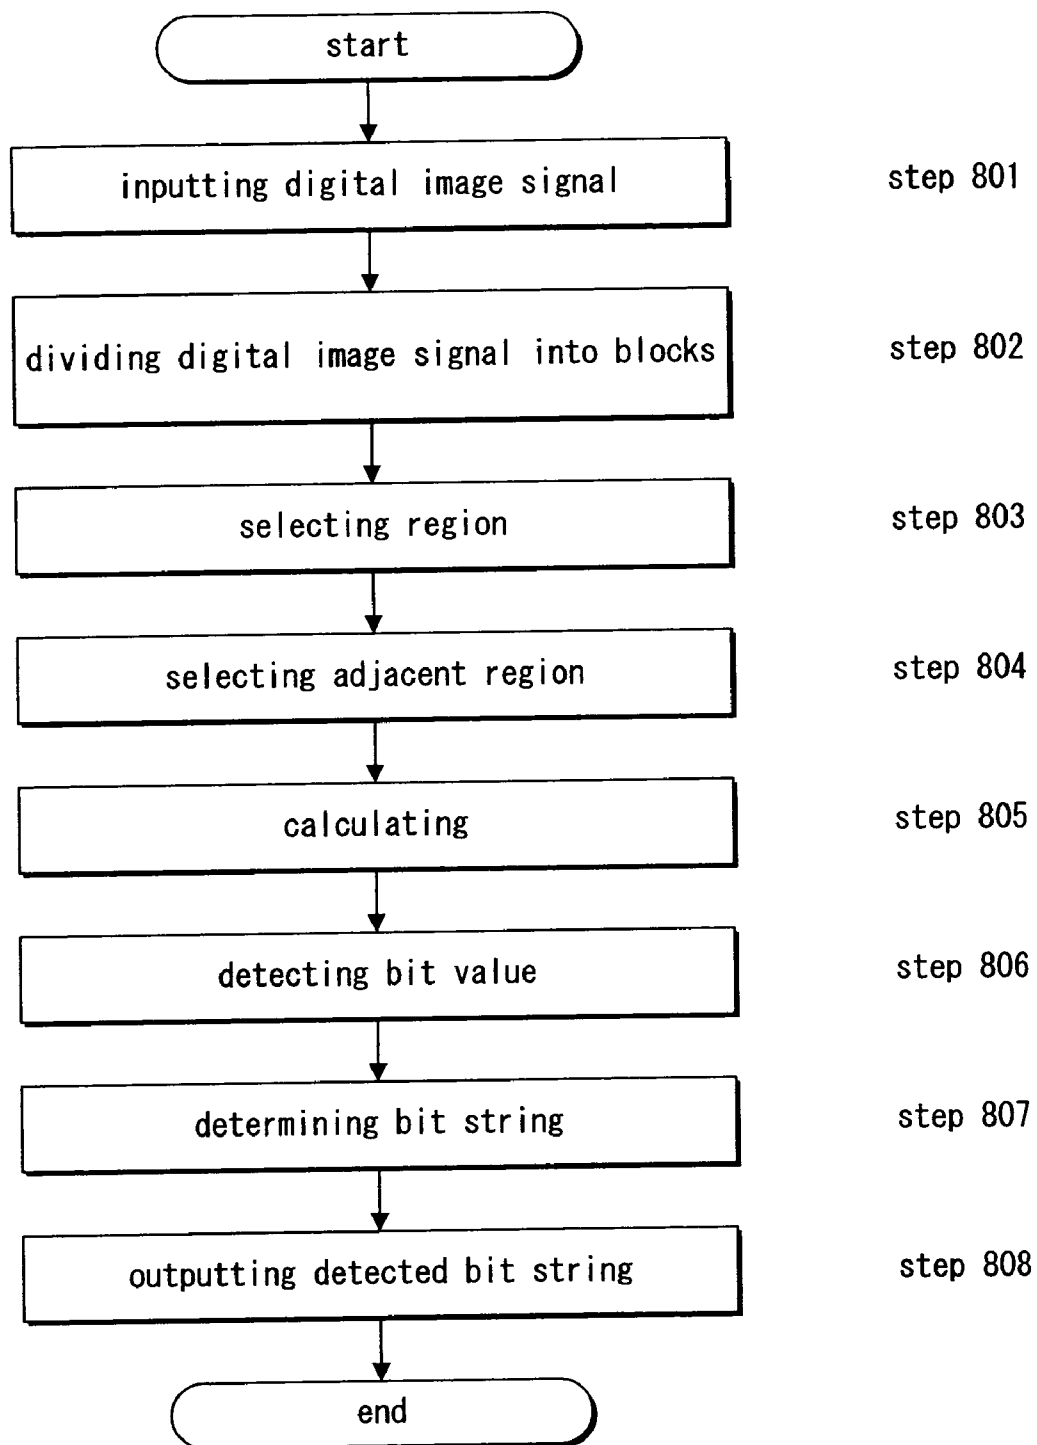 start
inputting digital image signal step 801
dividing digital image signal into blocks step 802
selecting region step 803
selecting adjacent region step 804
calculating step 805
detecting bit value step 806
determining bit string step 807
outputting detected bit string step 808
end